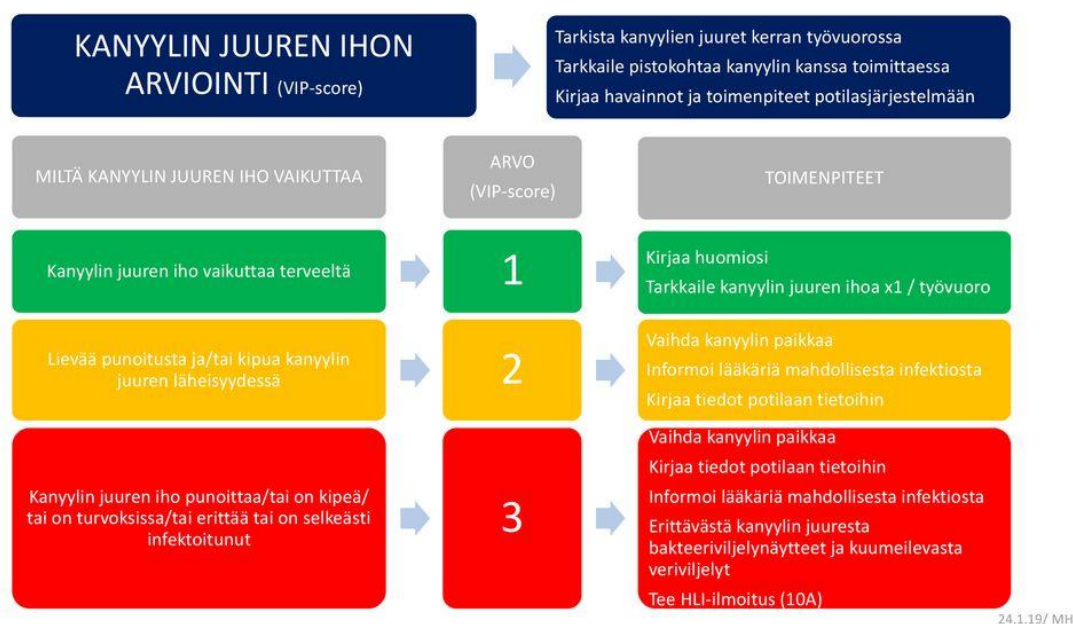 KANYYLIN JUUREN IHON
ARVIOINTI (VIP-score)
Tarkista kanyylien juuret kerran työvuorossa
Tarkkaile pistokohtaa kanyylin kanssa toimittaessa
Kirjaa havainnot ja toimenpiteet potilasjärjestelmään
MILTÄ KANYYLIN JUUREN IHO VAIKUTTAA
ARVO
(VIP-score)
TOIMENPITEET
Kanyylin juuren iho vaikuttaa terveeltä
1
Kirjaa huomiosi
Tarkkaile kanyylin juuren ihoa x1 / työvuoro
Lievää punoitusta ja/tai kipua kanyylin
juuren läheisyydessä
2
Vaihda kanyylin paikkaa
Informoi lääkäriä mahdollisesta infektiosta
Kirjaa tiedot potilaan tietoihin
Kanyylin juuren iho punoittaa/tai on kipeä/
tai on turvoksissa/tai erittää tai on selkeästi
infektoitunut
3
Vaihda kanyylin paikkaa
Kirjaa tiedot potilaan tietoihin
Informoi lääkäriä mahdollisesta infektiosta
Erittävästä kanyylin juuresta
bakteeriviljelynäytteet ja kuumeilevasta
veriviljelyt
Tee HLI-ilmoitus (10A)
24.1.19/ MH